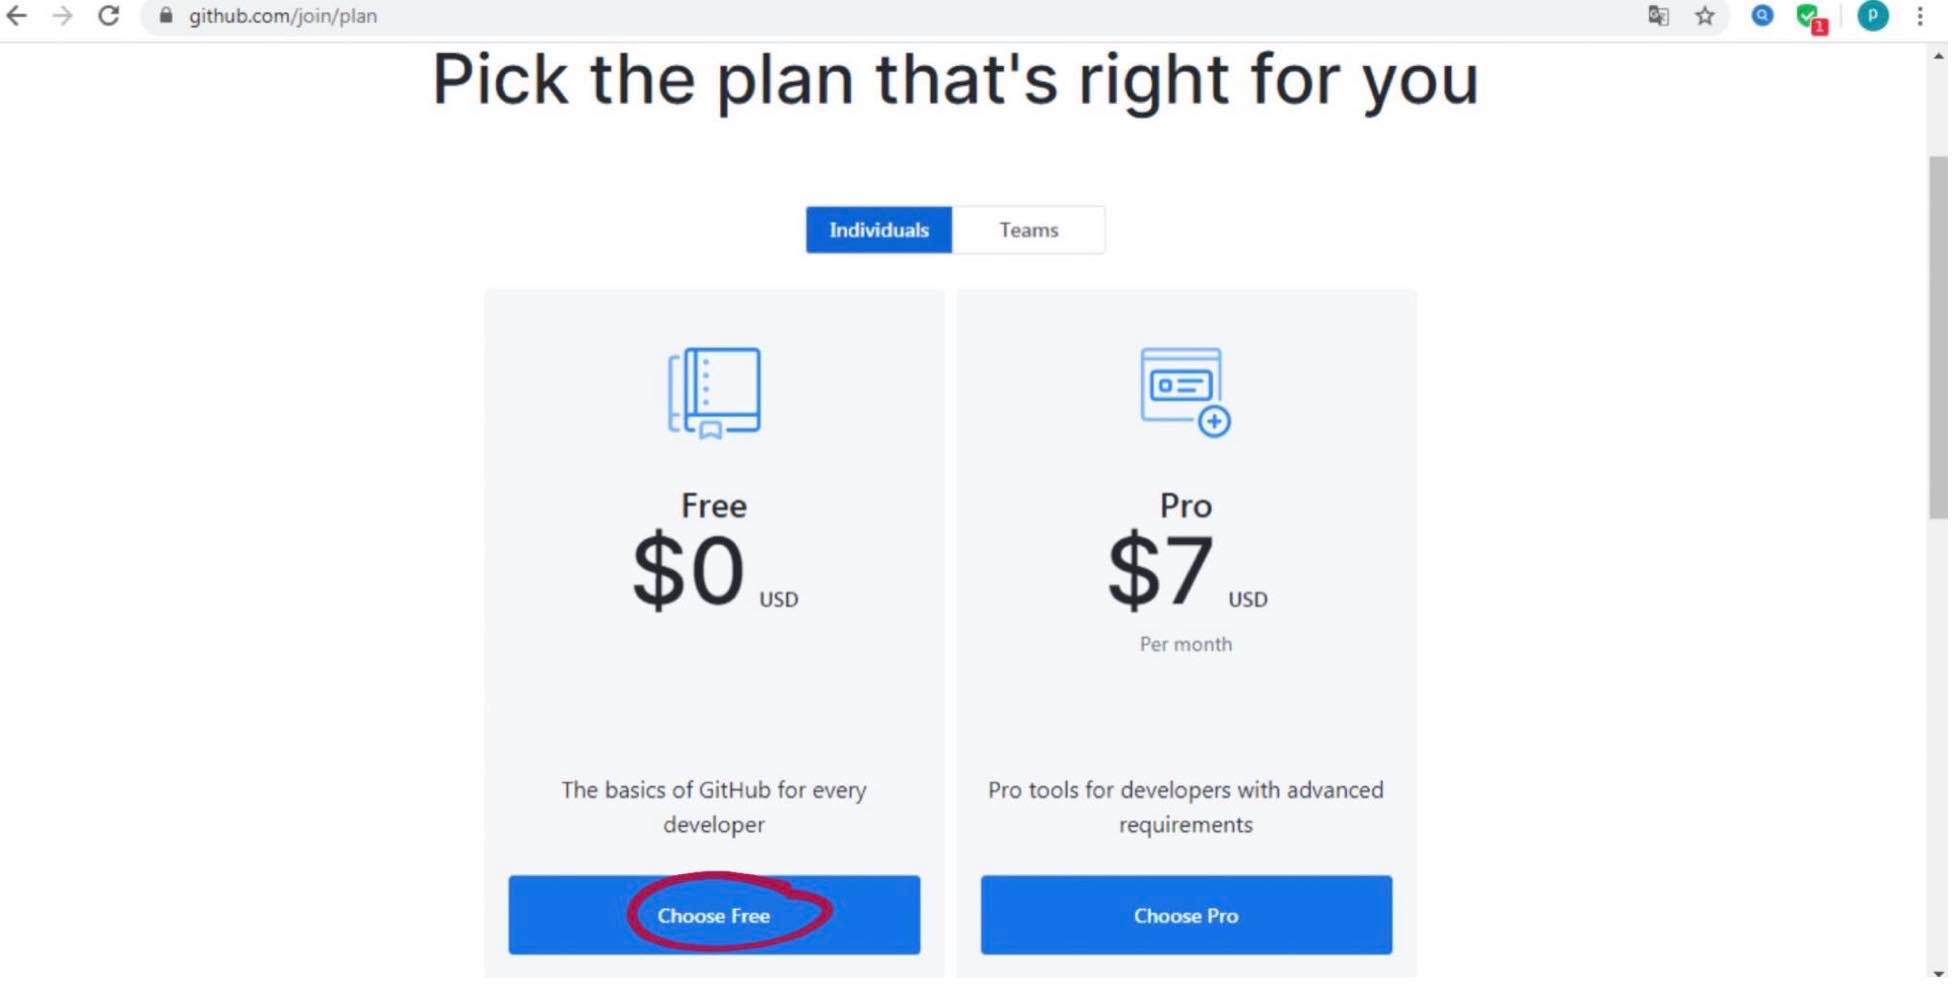 github.com/join/plan
1
p
Pick the plan that's right for you
Individuals
Teams
Free
$0 USD
The basics of GitHub for every
developer
Choose Free
Pro
$7 USD
Per month
Pro tools for developers with advanced
requirements
Choose Pro